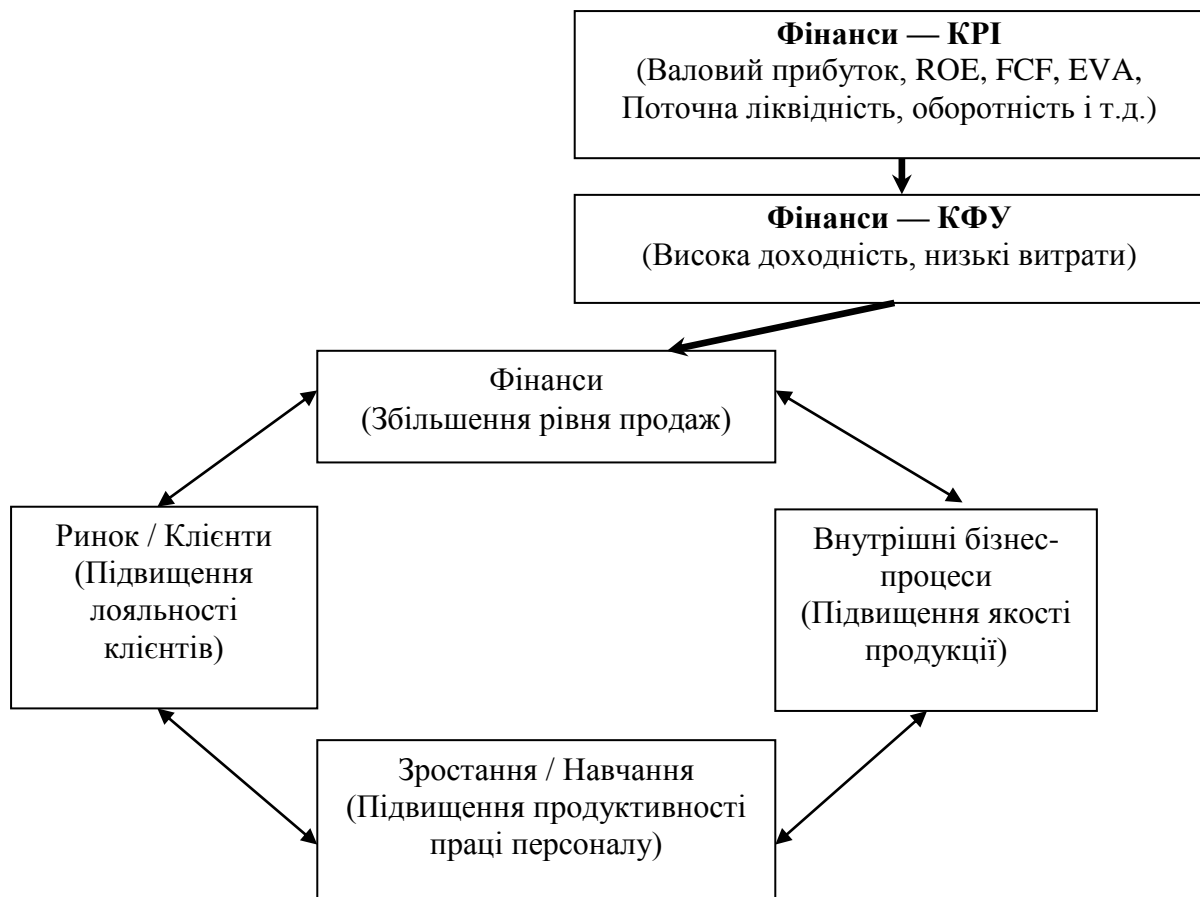 Фінанси — КРІ
(Валовий прибуток, ROE, FCF, EVA,
Поточна ліквідність, оборотність і т.д.)
Фінанси — КФУ
(Висока доходність, низькі витрати)
Фінанси
(Збільшення рівня продаж)
Ринок / Клієнти
(Підвищення
лояльності
клієнтів)
Внутрішні бізнес-
процеси
(Підвищення якості
продукції)
Зростання / Навчання
(Підвищення продуктивності
праці персоналу)